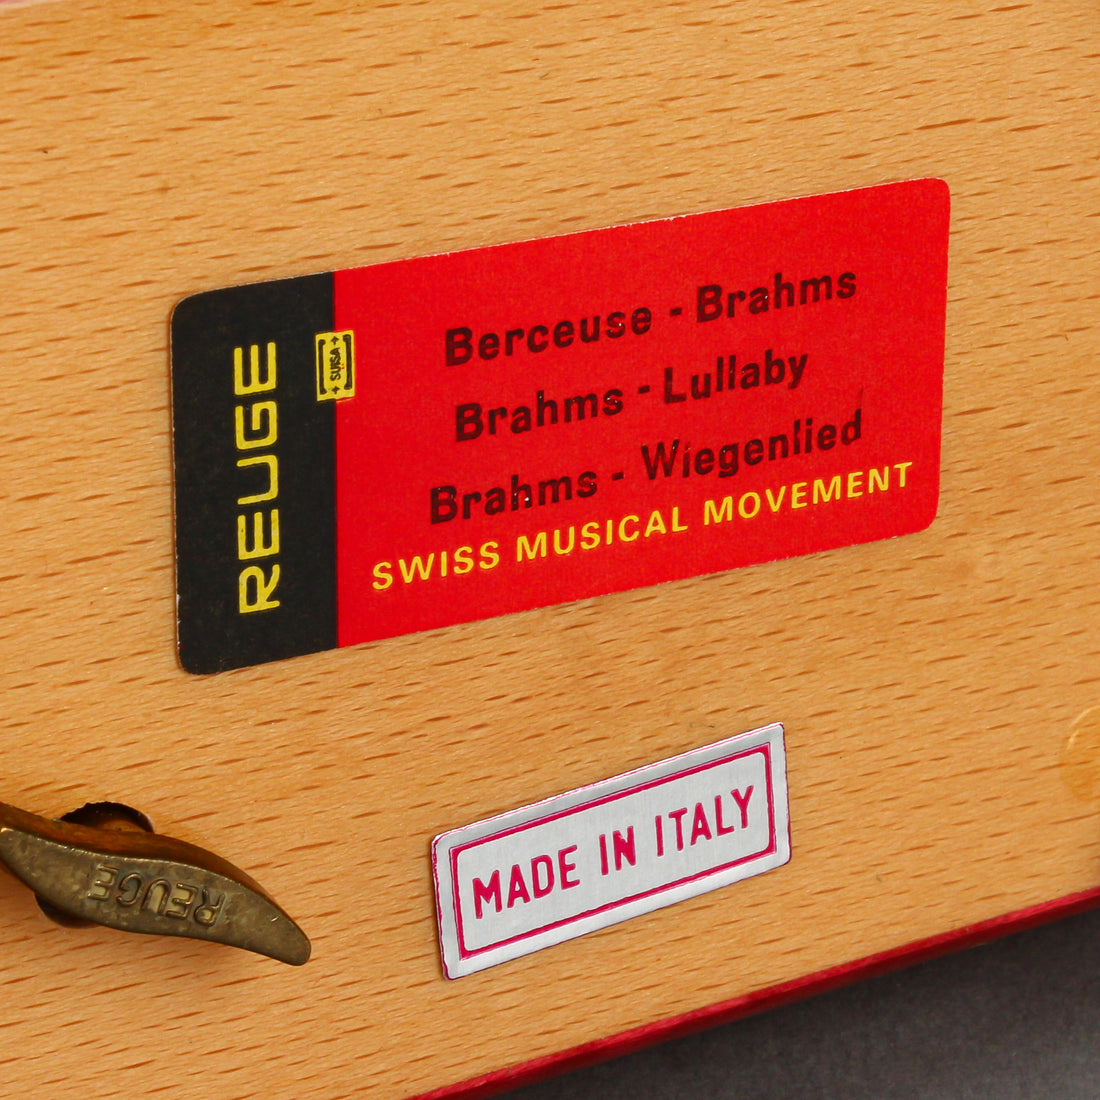 REUGE
+ SUISA +
Berceuse - Brahms
Brahms - Lullaby
Brahms - Wiegenlied
SWISS MUSICAL MOVEMENT
MADE IN ITALY
REUGE